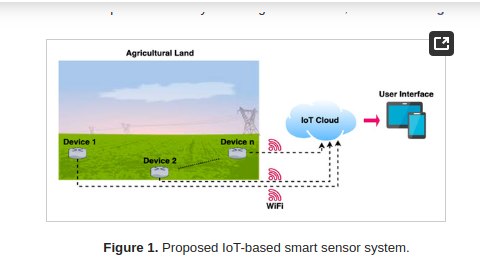 Agricultural Land
User Interface
IoT Cloud
Device 1
Device n
Device 2
WiFi
Figure 1. Proposed IoT-based smart sensor system.